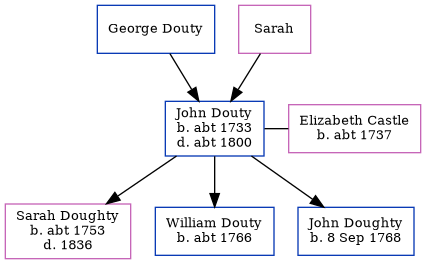 George Douty
Sarah
John Douty
b. abt 1733
d. abt 1800
Elizabeth Castle
b. abt 1737
Sarah Doughty
b. abt 1753
d. 1836
William Douty
b. abt 1766
John Doughty
b. 8 Sep 1768